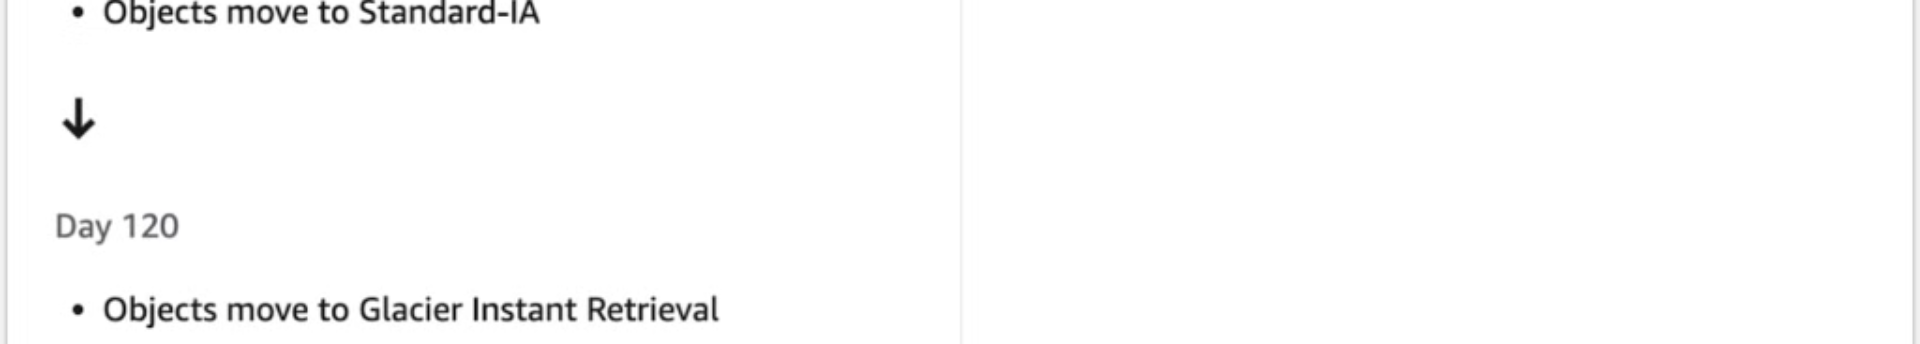 • Objects move to Standard-IA
↓
Day 120
• Objects move to Glacier Instant Retrieval